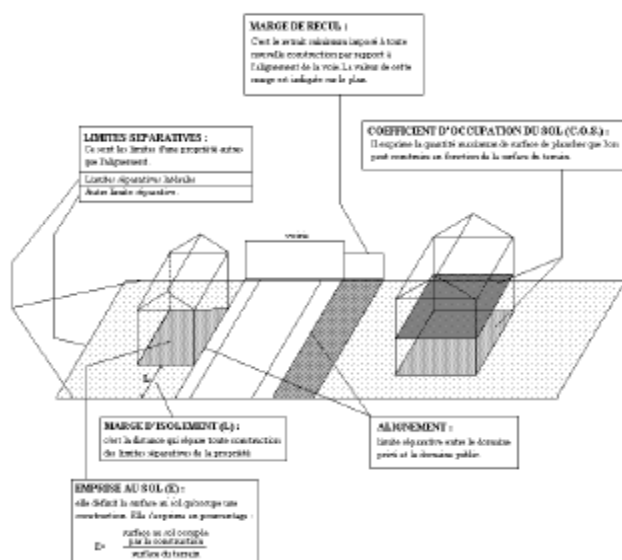 MARGE DE RECUL :
C'est le retrait minimum imposé à toute
nouvelle construction par rapport à
l'alignement de la voie. La valeur de cette
marge est indiquée sur le plan.
LIMITES SEPARATIVES :
Ce sont les limites d'une propriété autres
que l'alignement.
Limites séparatives latérales
Autre limite séparative.
COEFFICIENT D'OCCUPATION DU SOL (C.O.S.) :
Il exprime la quantité maximum de surface de plancher que l'on
peut construire en fonction de la surface du terrain.
VOIRIE
L
MARGE D'ISOLEMENT (L) :
c'est la distance qui sépare toute construction
des limites séparatives de la propriété
ALIGNEMENT :
limite séparative entre le domaine
privé et le domaine public.
EMPRISE AU SOL (E) :
elle définit la surface au sol qu'occupe une
construction. Elle s'exprime en pourcentage :
surface au sol occupée
par la construction
E=
surface du terrain